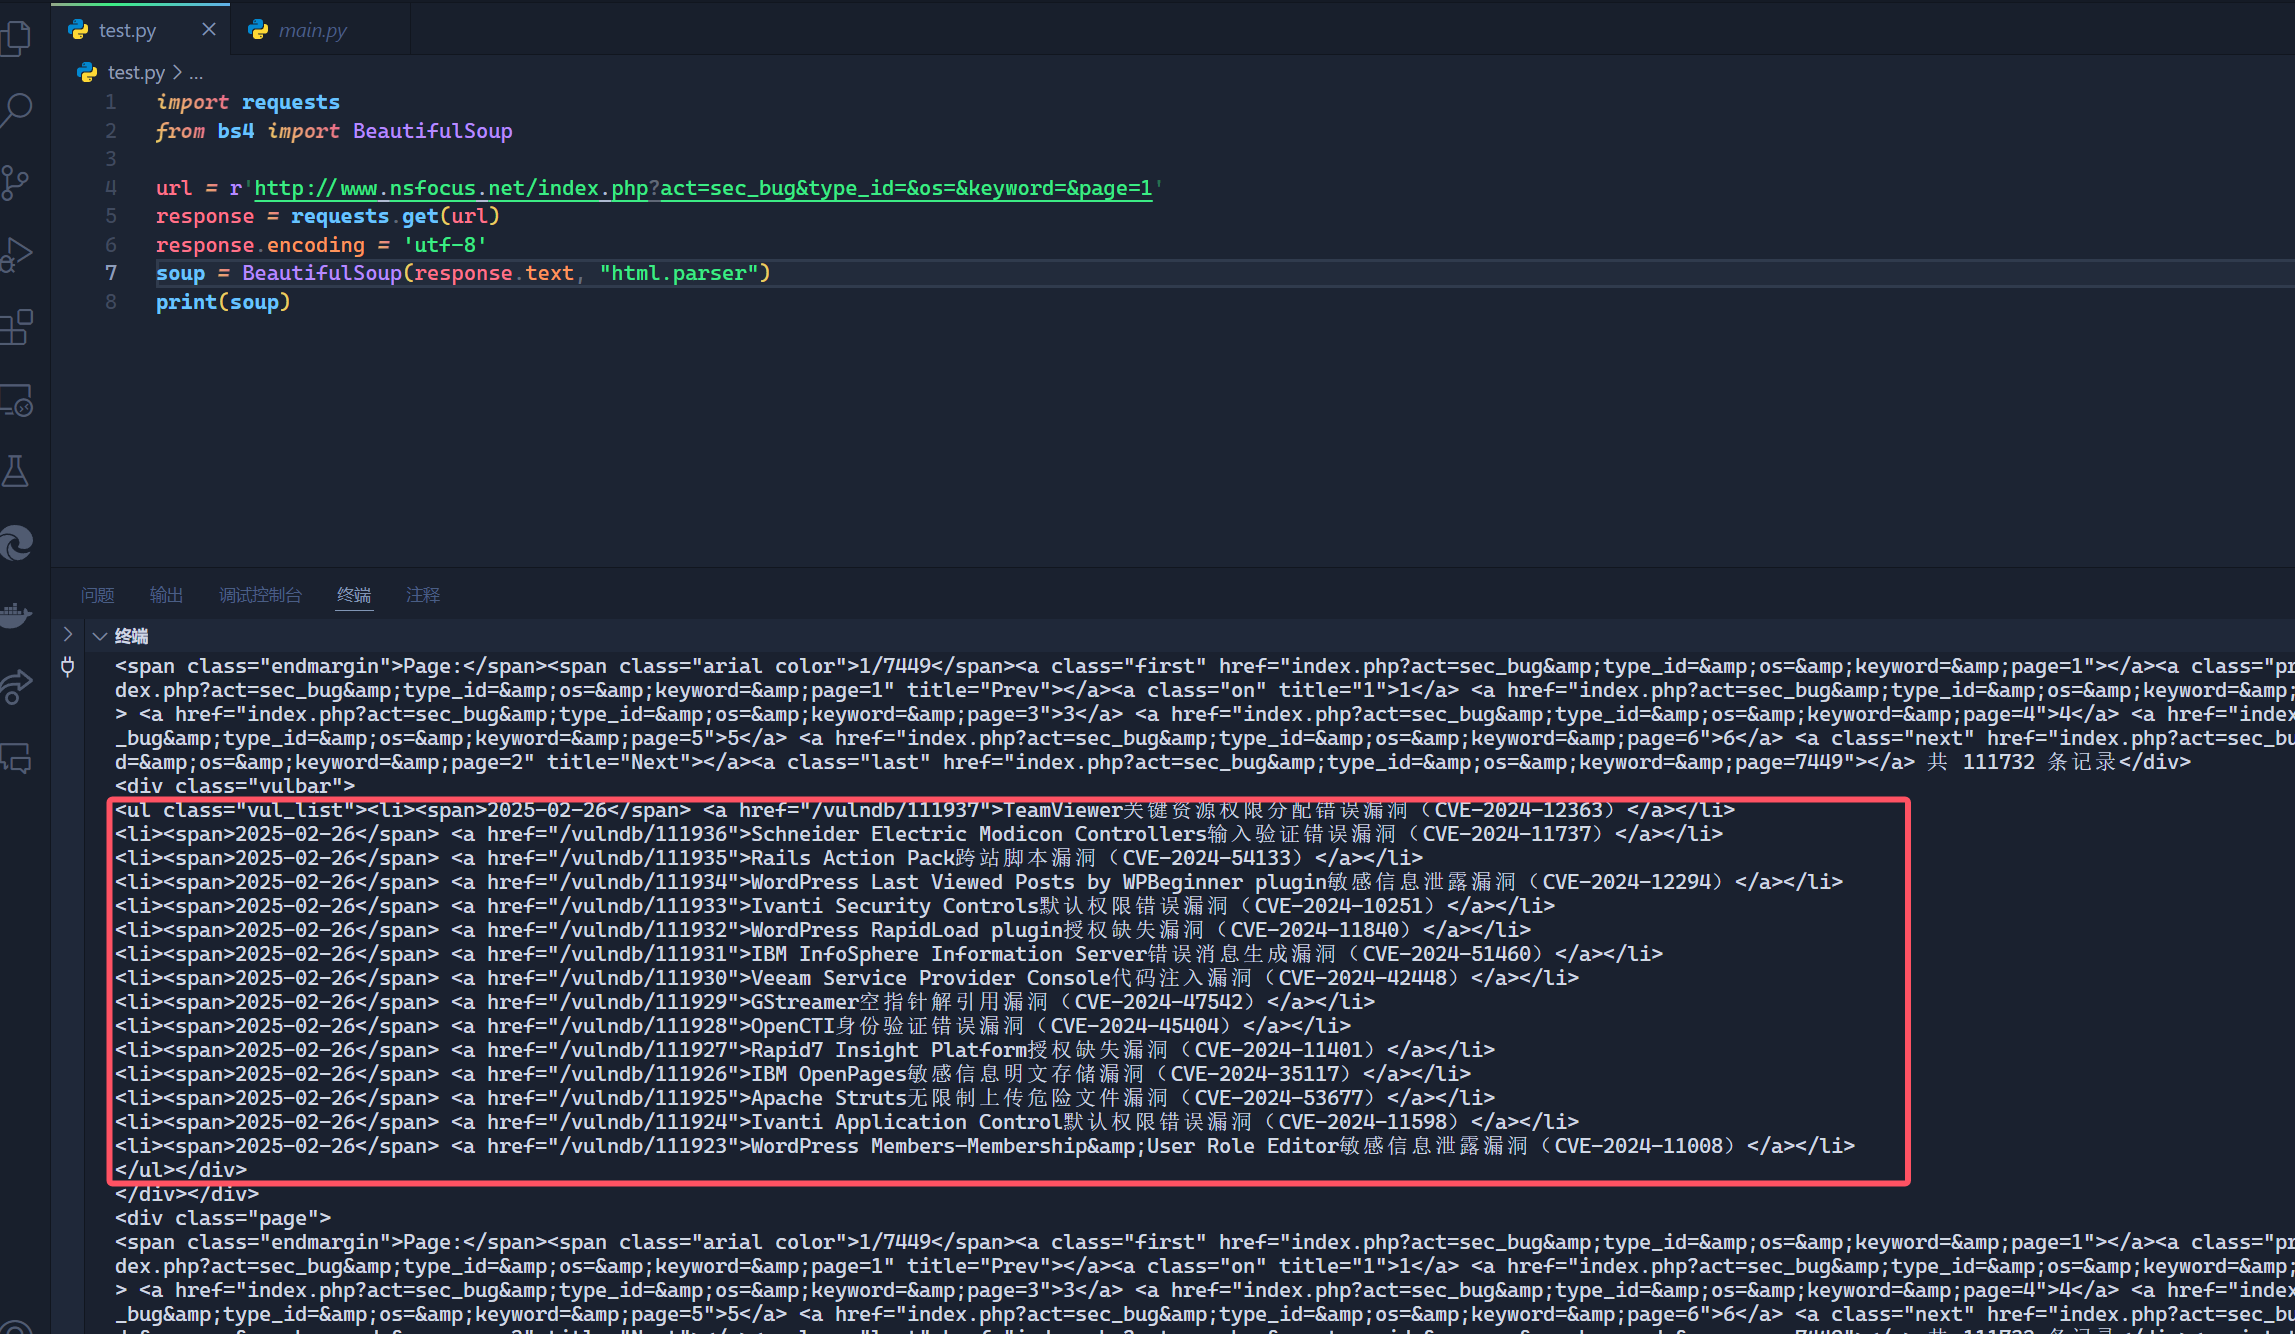 test.py
main.py
test.py > ...
1 import requests
2 from bs4 import BeautifulSoup
3
4 url = r'http://www.nsfocus.net/index.php?act=sec_bug&type_id=&os=&keyword=&page=1'
5 response = requests.get(url)
6 response.encoding = 'utf-8'
7 soup = BeautifulSoup(response.text, "html.parser")
8 print(soup)
问题 输出 调试控制台 终端 注释
终端
<span class="endmargin">Page:</span><span class="arial color">1/7449</span><a class="first" href="index.php?act=sec_bug&amp;type_id=&amp;os=&amp;keyword=&amp;page=1"></a><a class="pr
dex.php?act=sec_bug&amp;type_id=&amp;os=&amp;keyword=&amp;page=1" title="Prev"></a><a class="on" title="1">1</a> <a href="index.php?act=sec_bug&amp;type_id=&amp;os=&amp;keyword=&amp;
> <a href="index.php?act=sec_bug&amp;type_id=&amp;os=&amp;keyword=&amp;page=3">3</a> <a href="index.php?act=sec_bug&amp;type_id=&amp;os=&amp;keyword=&amp;page=4">4</a> <a href="index
_bug&amp;type_id=&amp;os=&amp;keyword=&amp;page=5">5</a> <a href="index.php?act=sec_bug&amp;type_id=&amp;os=&amp;keyword=&amp;page=6">6</a> <a class="next" href="index.php?act=sec_bu
d=&amp;os=&amp;keyword=&amp;page=2" title="Next"></a><a class="last" href="index.php?act=sec_bug&amp;type_id=&amp;os=&amp;keyword=&amp;page=7449"></a> 共 111732 条记录</div>
<div class="vulbar">
<ul class="vul_list"><li><span>2025-02-26</span> <a href="/vulndb/111937">TeamViewer关键资源权限分配错误漏洞（CVE-2024-12363）</a></li>
<li><span>2025-02-26</span> <a href="/vulndb/111936">Schneider Electric Modicon Controllers输入验证错误漏洞（CVE-2024-11737）</a></li>
<li><span>2025-02-26</span> <a href="/vulndb/111935">Rails Action Pack跨站脚本漏洞（CVE-2024-54133）</a></li>
<li><span>2025-02-26</span> <a href="/vulndb/111934">WordPress Last Viewed Posts by WPBeginner plugin敏感信息泄露漏洞（CVE-2024-12294）</a></li>
<li><span>2025-02-26</span> <a href="/vulndb/111933">Ivanti Security Controls默认权限错误漏洞（CVE-2024-10251）</a></li>
<li><span>2025-02-26</span> <a href="/vulndb/111932">WordPress RapidLoad plugin授权缺失漏洞（CVE-2024-11840）</a></li>
<li><span>2025-02-26</span> <a href="/vulndb/111931">IBM InfoSphere Information Server错误消息生成漏洞（CVE-2024-51460）</a></li>
<li><span>2025-02-26</span> <a href="/vulndb/111930">Veeam Service Provider Console代码注入漏洞（CVE-2024-42448）</a></li>
<li><span>2025-02-26</span> <a href="/vulndb/111929">GStreamer空指针解引用漏洞（CVE-2024-47542）</a></li>
<li><span>2025-02-26</span> <a href="/vulndb/111928">OpenCTI身份验证错误漏洞（CVE-2024-45404）</a></li>
<li><span>2025-02-26</span> <a href="/vulndb/111927">Rapid7 Insight Platform授权缺失漏洞（CVE-2024-11401）</a></li>
<li><span>2025-02-26</span> <a href="/vulndb/111926">IBM OpenPages敏感信息明文存储漏洞（CVE-2024-35117）</a></li>
<li><span>2025-02-26</span> <a href="/vulndb/111925">Apache Struts无限制上传危险文件漏洞（CVE-2024-53677）</a></li>
<li><span>2025-02-26</span> <a href="/vulndb/111924">Ivanti Application Control默认权限错误漏洞（CVE-2024-11598）</a></li>
<li><span>2025-02-26</span> <a href="/vulndb/111923">WordPress Members-Membership&amp;User Role Editor敏感信息泄露漏洞（CVE-2024-11008）</a></li>
</ul></div>
</div></div>
<div class="page">
<span class="endmargin">Page:</span><span class="arial color">1/7449</span><a class="first" href="index.php?act=sec_bug&amp;type_id=&amp;os=&amp;keyword=&amp;page=1"></a><a class="pr
dex.php?act=sec_bug&amp;type_id=&amp;os=&amp;keyword=&amp;page=1" title="Prev"></a><a class="on" title="1">1</a> <a href="index.php?act=sec_bug&amp;type_id=&amp;os=&amp;keyword=&amp;
> <a href="index.php?act=sec_bug&amp;type_id=&amp;os=&amp;keyword=&amp;page=3">3</a> <a href="index.php?act=sec_bug&amp;type_id=&amp;os=&amp;keyword=&amp;page=4">4</a> <a href="index
_bug&amp;type_id=&amp;os=&amp;keyword=&amp;page=5">5</a> <a href="index.php?act=sec_bug&amp;type_id=&amp;os=&amp;keyword=&amp;page=6">6</a> <a class="next" href="index.php?act=sec_bu